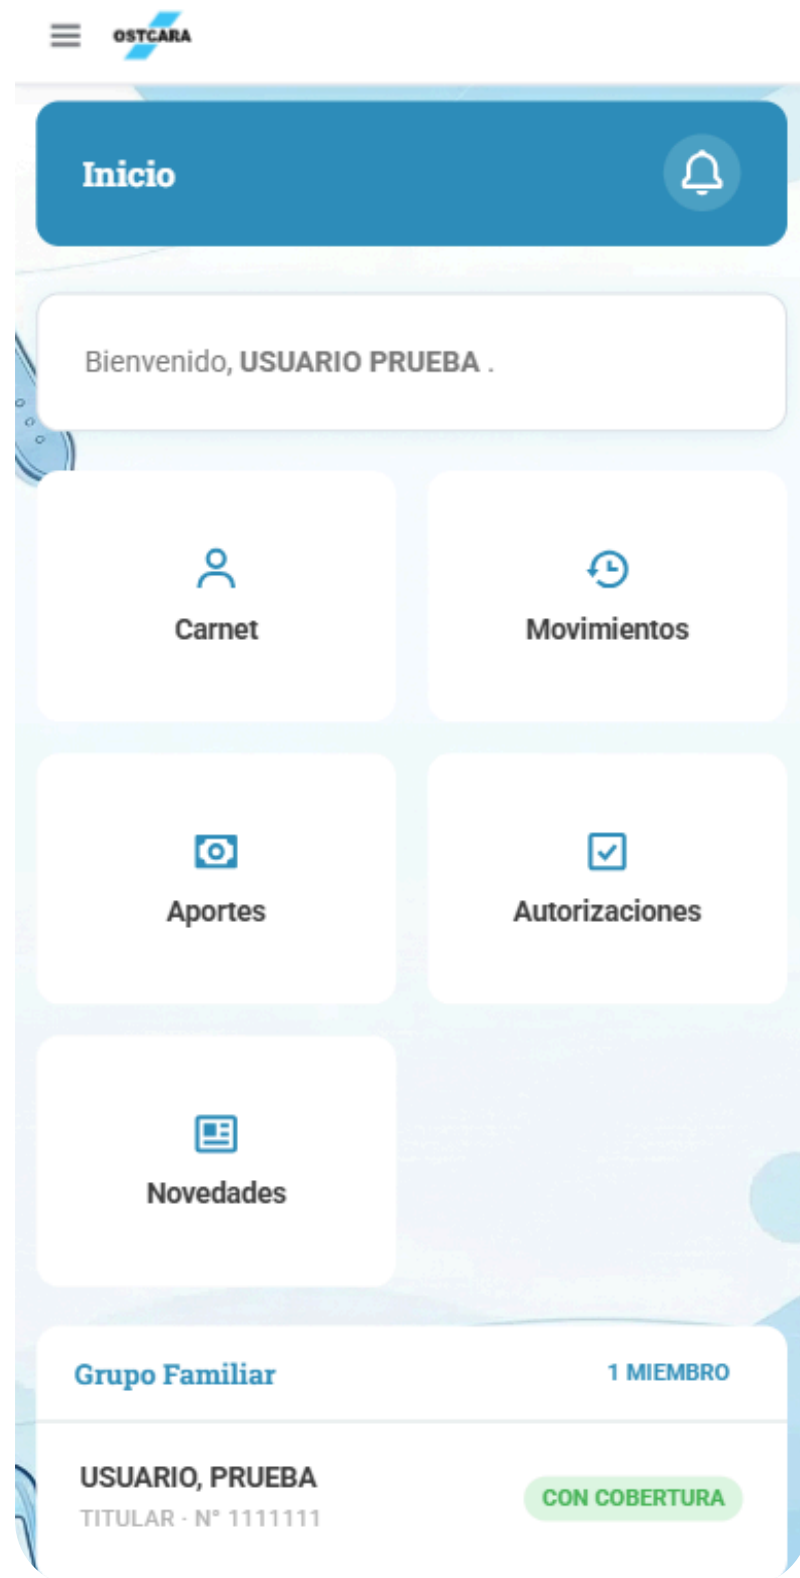 OSTCARA
Inicio
Bienvenido, USUARIO PRUEBA .
Carnet
Movimientos
Aportes
Autorizaciones
Novedades
Grupo Familiar
1 MIEMBRO
USUARIO, PRUEBA
CON COBERTURA
TITULAR · N° 1111111